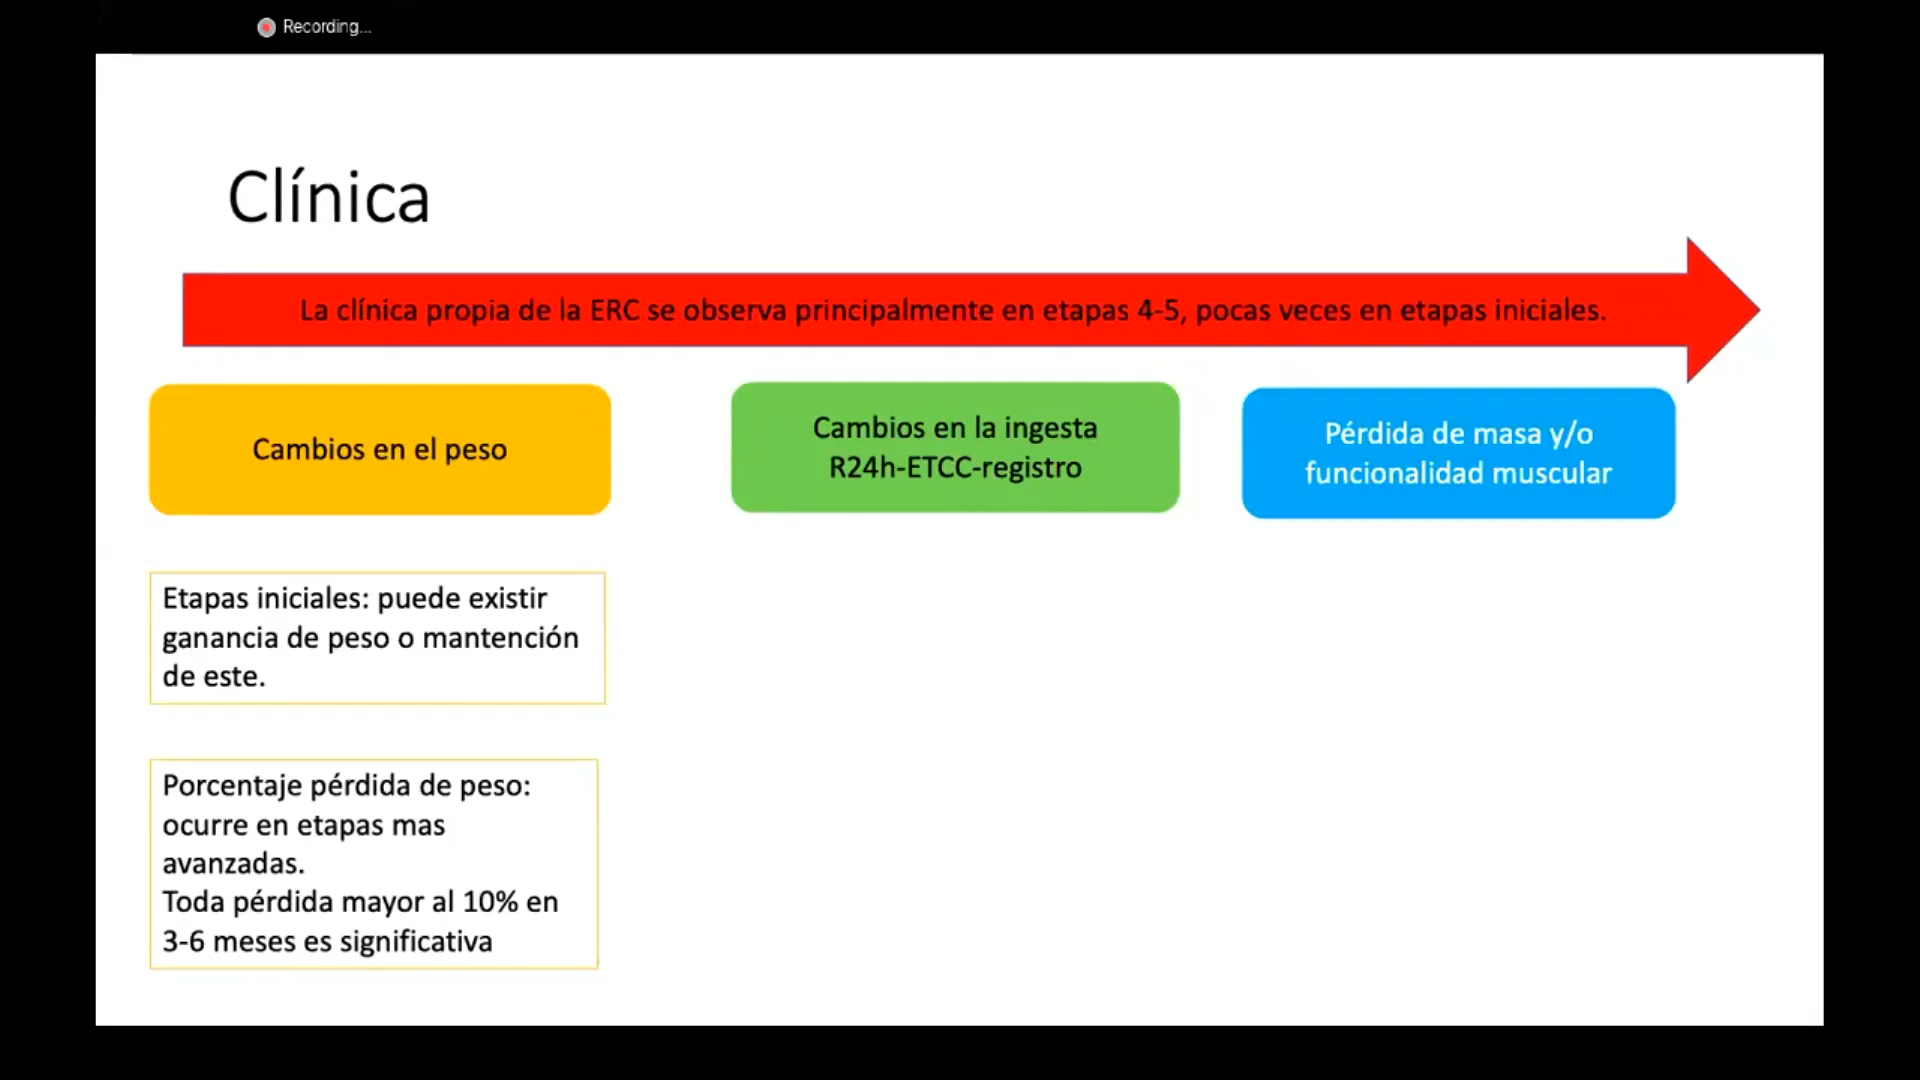 Recording...
Clínica
La clínica propia de la ERC se observa principalmente en etapas 4-5, pocas veces en etapas iniciales.
Cambios en el peso
Cambios en la ingesta
R24h-ETCC-registro
Pérdida de masa y/o
funcionalidad muscular
Etapas iniciales: puede existir
ganancia de peso o mantención
de este.
Porcentaje pérdida de peso:
ocurre en etapas mas
avanzadas.
Toda pérdida mayor al 10% en
3-6 meses es significativa